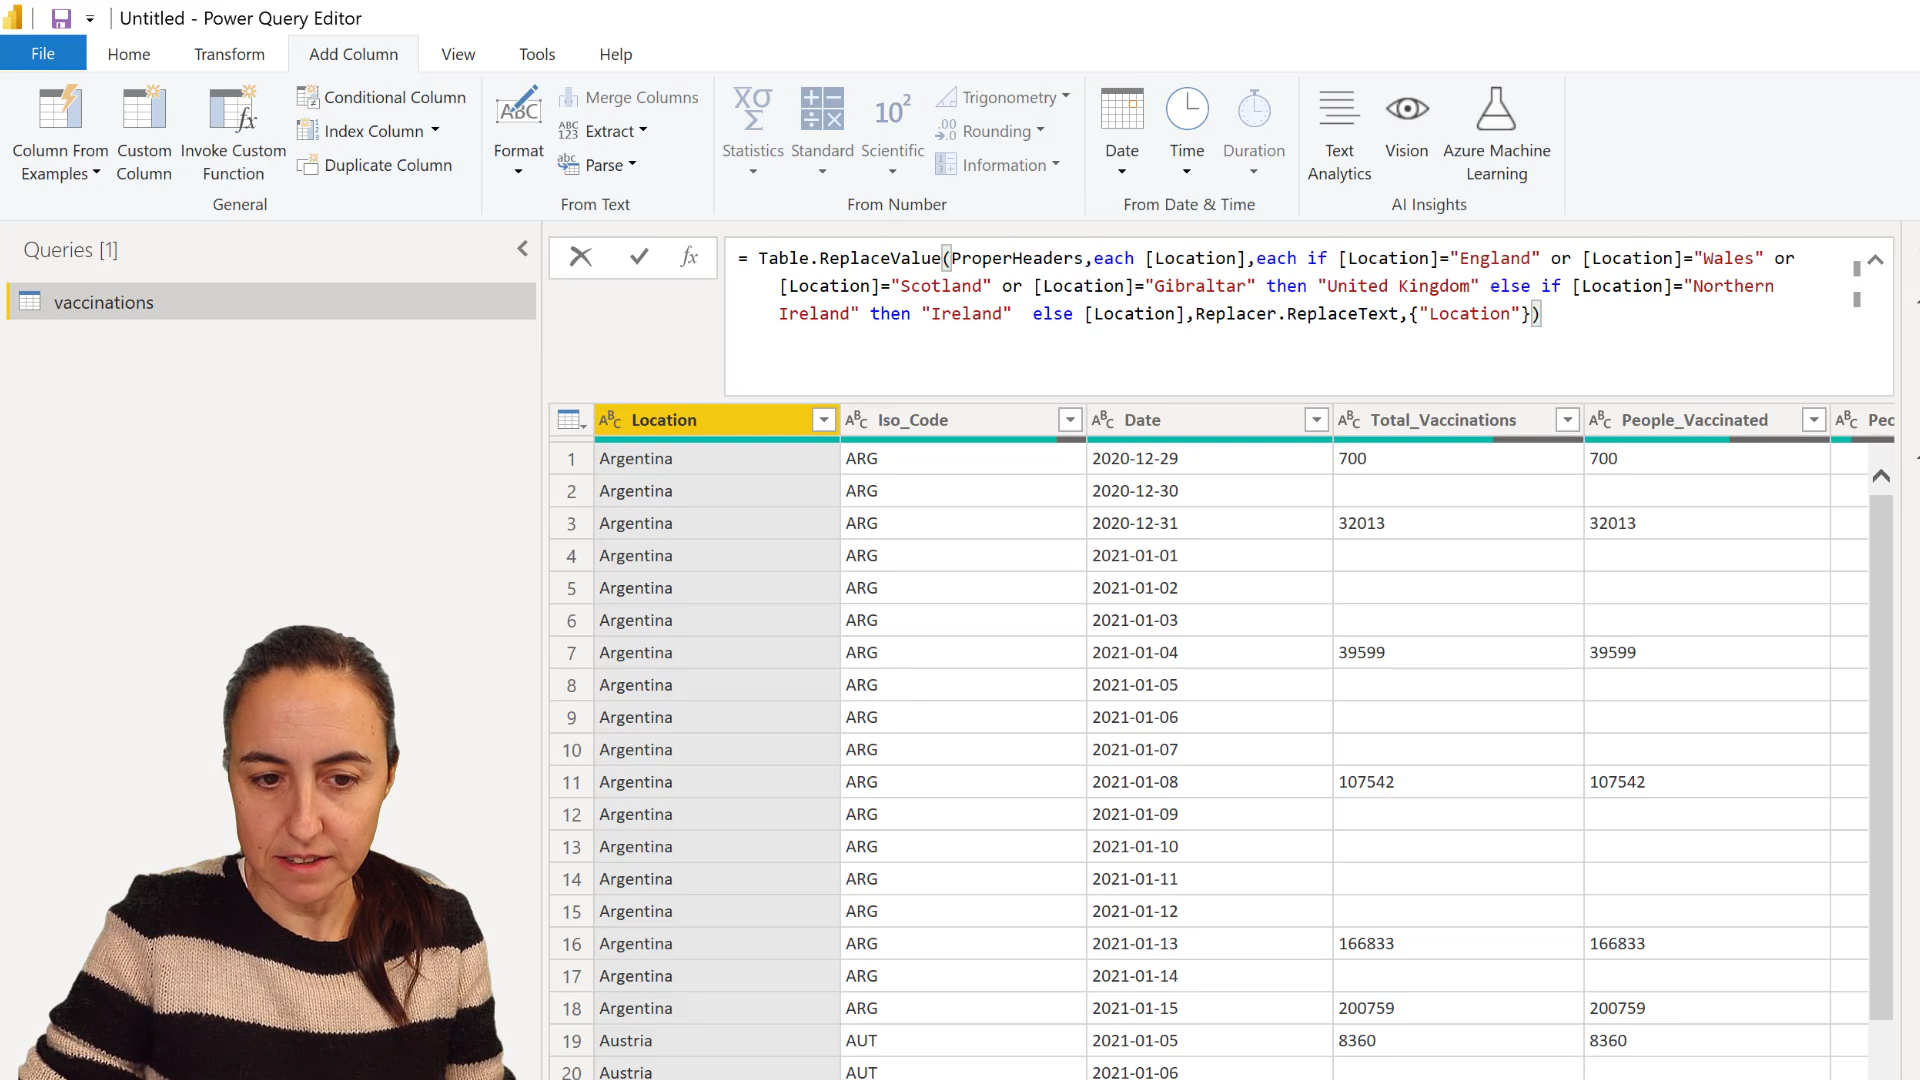 Untitled - Power Query Editor
File Home Transform Add Column View Tools Help
Column From Examples
Custom Column
Invoke Custom Function
Conditional Column
Index Column
Duplicate Column
General
Format
Merge Columns
Extract
Parse
From Text
Statistics
Standard
Scientific
Trigonometry
Rounding
Information
From Number
Date
Time
Duration
From Date & Time
Text Analytics
Vision
Azure Machine Learning
AI Insights
Queries [1]
vaccinations
= Table.ReplaceValue(ProperHeaders,each [Location],each if [Location]="England" or [Location]="Wales" or
[Location]="Scotland" or [Location]="Gibraltar" then "United Kingdom" else if [Location]="Northern
Ireland" then "Ireland"  else [Location],Replacer.ReplaceText,{"Location"})
Location Iso_Code Date Total_Vaccinations People_Vaccinated Pec
1 Argentina ARG 2020-12-29 700 700
2 Argentina ARG 2020-12-30
3 Argentina ARG 2020-12-31 32013 32013
4 Argentina ARG 2021-01-01
5 Argentina ARG 2021-01-02
6 Argentina ARG 2021-01-03
7 Argentina ARG 2021-01-04 39599 39599
8 Argentina ARG 2021-01-05
9 Argentina ARG 2021-01-06
10 Argentina ARG 2021-01-07
11 Argentina ARG 2021-01-08 107542 107542
12 Argentina ARG 2021-01-09
13 Argentina ARG 2021-01-10
14 Argentina ARG 2021-01-11
15 Argentina ARG 2021-01-12
16 Argentina ARG 2021-01-13 166833 166833
17 Argentina ARG 2021-01-14
18 Argentina ARG 2021-01-15 200759 200759
19 Austria AUT 2021-01-05 8360 8360
20 Austria AUT 2021-01-06